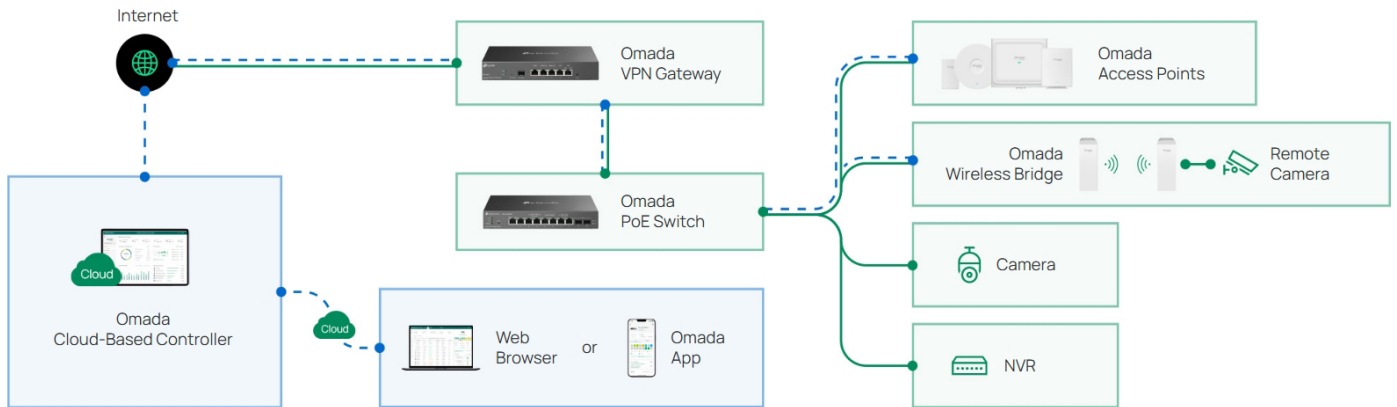 Internet
Omada
VPN Gateway
Omada
Access Points
Omada
Wireless Bridge
Remote
Camera
Omada
PoE Switch
Camera
NVR
Cloud
Omada
Cloud-Based Controller
Cloud
Web
Browser
or
Omada
App